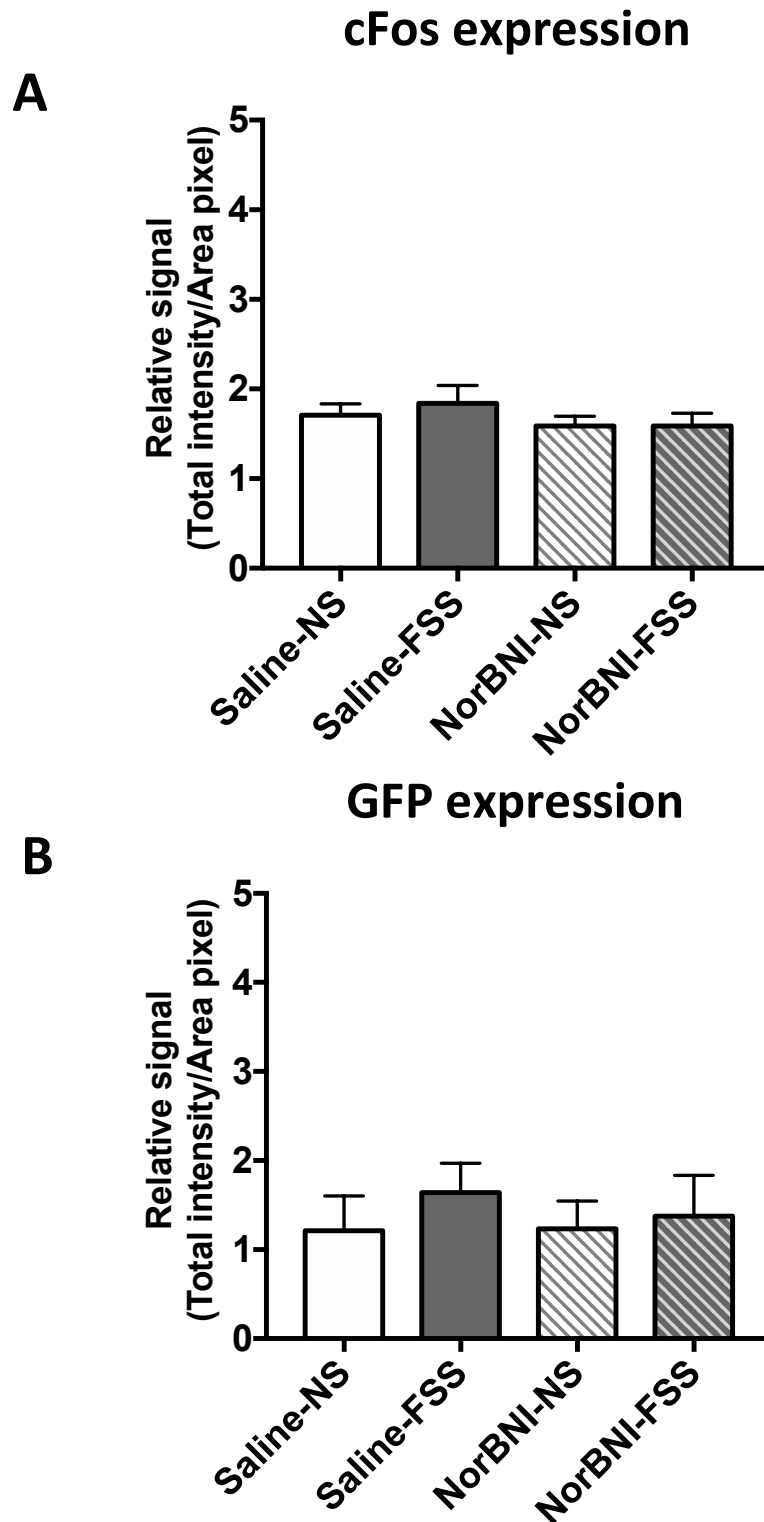 cFos expression
A
Relative signal
(Total intensity/Area pixel)
5
4
3
2
1
0
Saline-NS
Saline-FSS
NorBNI-NS
NorBNI-FSS
GFP expression
B
Relative signal
(Total intensity/Area pixel)
5
4
3
2
1
0
Saline-NS
Saline-FSS
NorBNI-NS
NorBNI-FSS